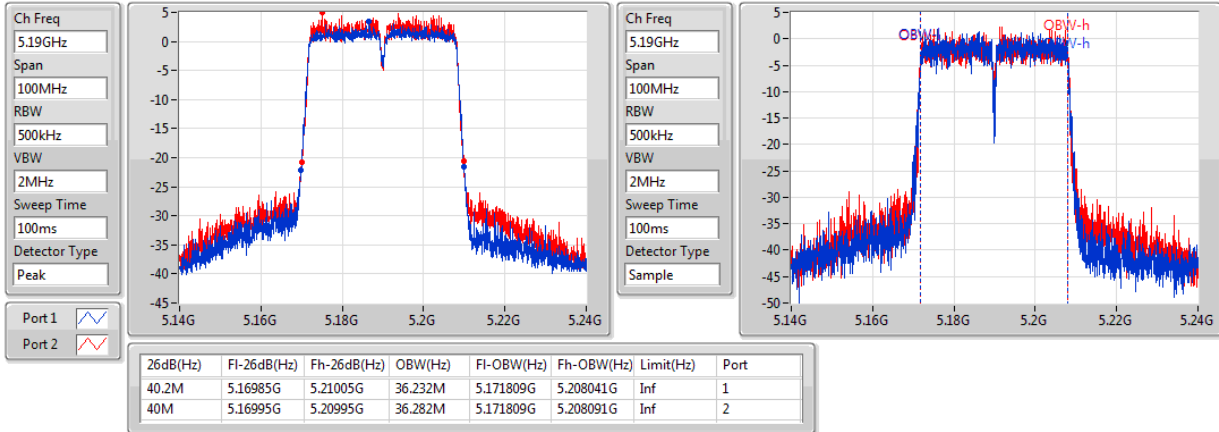 Ch Freq
5.19GHz
Span
100MHz
RBW
500kHz
VBW
2MHz
Sweep Time
100ms
Detector Type
Peak
Port 1
Port 2
5
0
-5
-10
-15
-20
-25
-30
-35
-40
-45
5.14G 5.16G 5.18G 5.2G 5.22G 5.24G
Ch Freq
5.19GHz
Span
100MHz
RBW
500kHz
VBW
2MHz
Sweep Time
100ms
Detector Type
Sample
5
0
-5
-10
-15
-20
-25
-30
-35
-40
-45
-50
OBW-h
5.14G 5.16G 5.18G 5.2G 5.22G 5.24G
26dB(Hz) Fl-26dB(Hz) Fh-26dB(Hz) OBW(Hz) Fl-OBW(Hz) Fh-OBW(Hz) Limit(Hz) Port
40.2M 5.16985G 5.21005G 36.232M 5.171809G 5.208041G Inf 1
40M 5.16995G 5.20995G 36.282M 5.171809G 5.208091G Inf 2